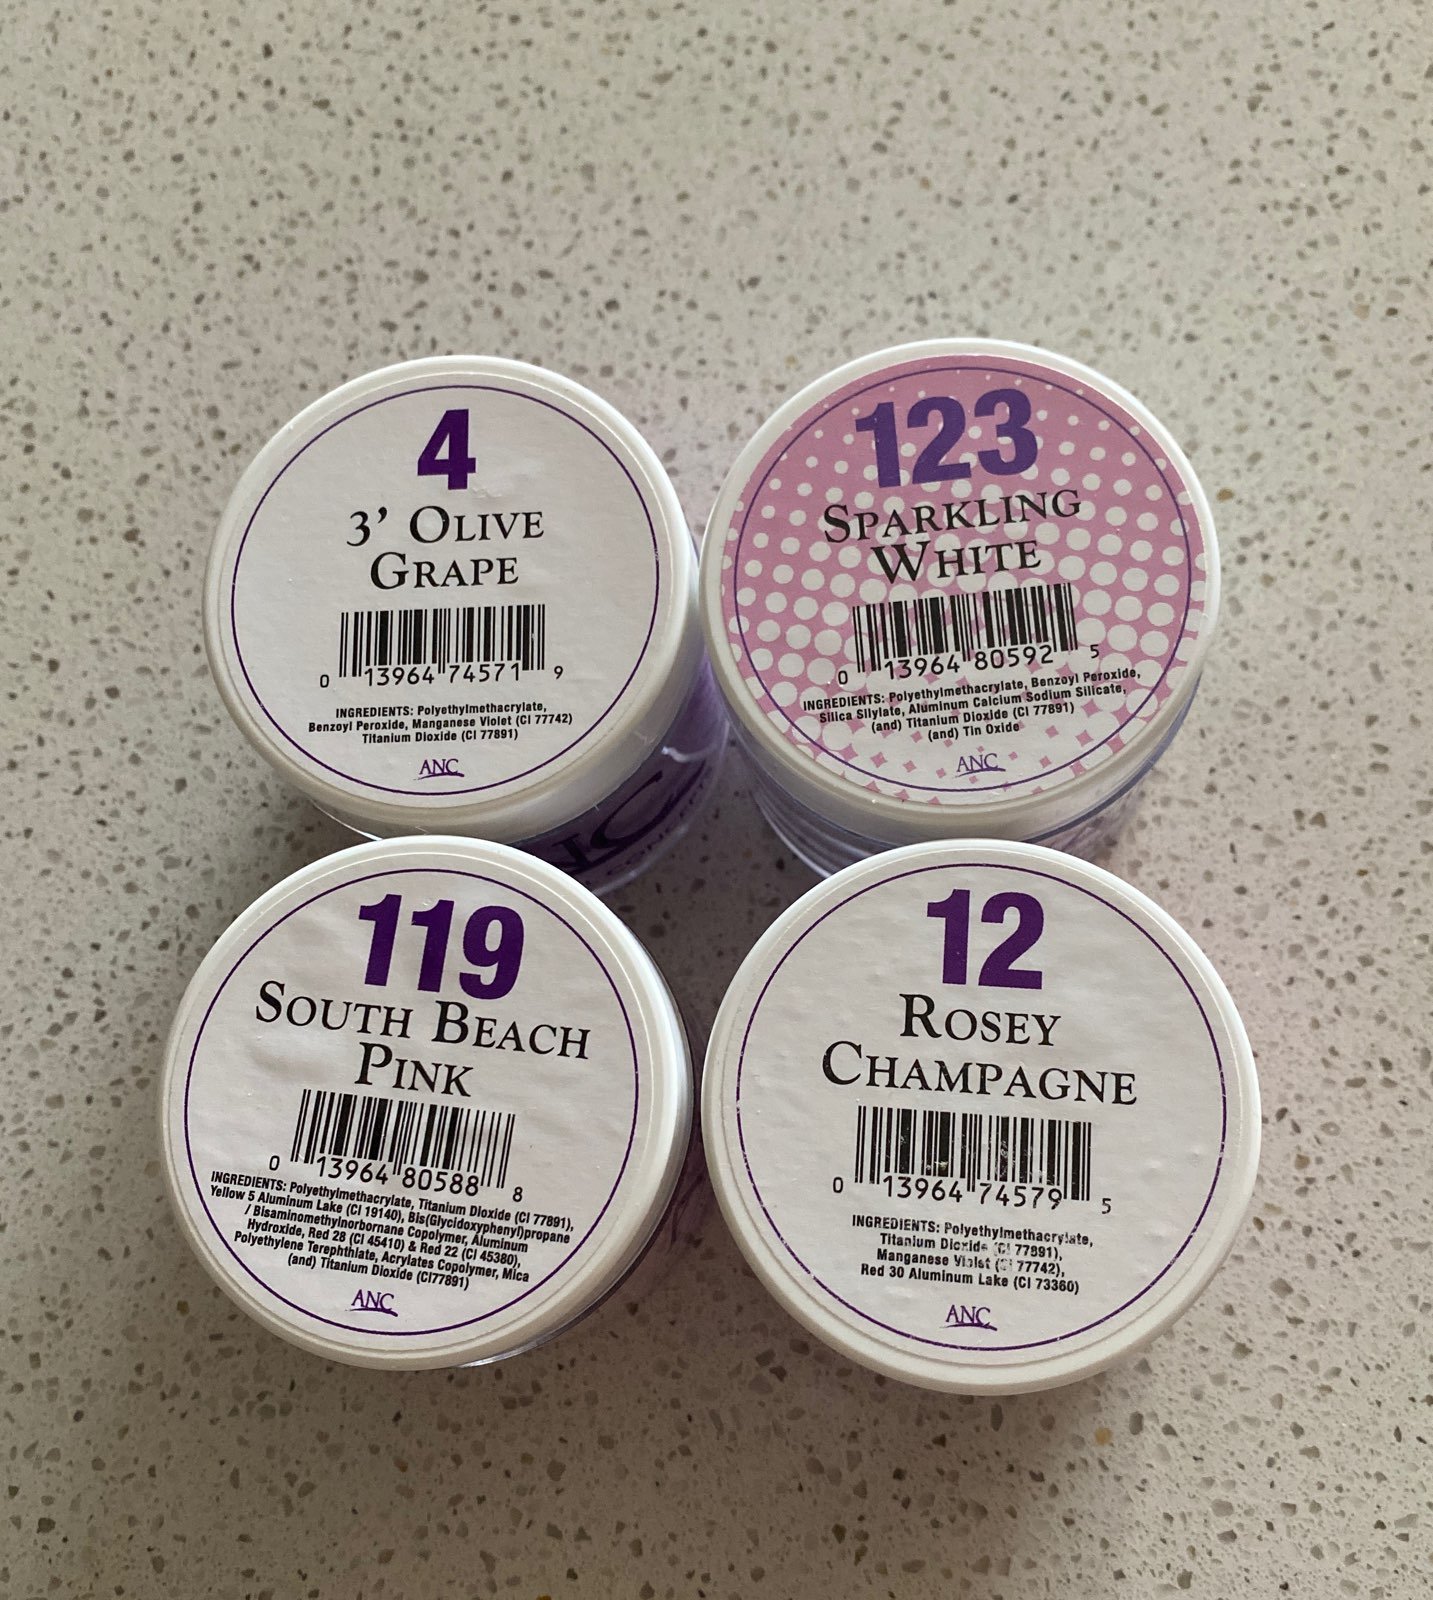 4
3' OLIVE
GRAPE
0 13964 74571 9
INGREDIENTS: Polyethylmethacrylate,
Benzoyl Peroxide, Manganese Violet (CI 77742)
Titanium Dioxide (CI 77891)
ANC
123
SPARKLING
WHITE
0 13964 80592 5
INGREDIENTS: Polyethylmethacrylate, Benzoyl Peroxide,
Silica Silylate, Aluminum Calcium Sodium Silicate,
(and) Titanium Dioxide (CI 77891)
(and) Tin Oxide
ANC
119
SOUTH BEACH
PINK
0 13964 80588 8
INGREDIENTS: Polyethylmethacrylate, Titanium Dioxide (CI 77891),
Yellow 5 Aluminum Lake (CI 19140), Bis(Glycidoxyphenyl)propane
/ Bisaminomethylnorbornane Copolymer, Aluminum
Hydroxide, Red 28 (CI 45410) & Red 22 (CI 45380),
Polyethylene Terephthlate, Acrylates Copolymer, Mica
(and) Titanium Dioxide (CI77891)
ANC
12
ROSEY
CHAMPAGNE
0 13964 74579 5
INGREDIENTS: Polyethylmethacrylate,
Titanium Dioxide (CI 77891),
Manganese Violet (CI 77742),
Red 30 Aluminum Lake (CI 73360)
ANC